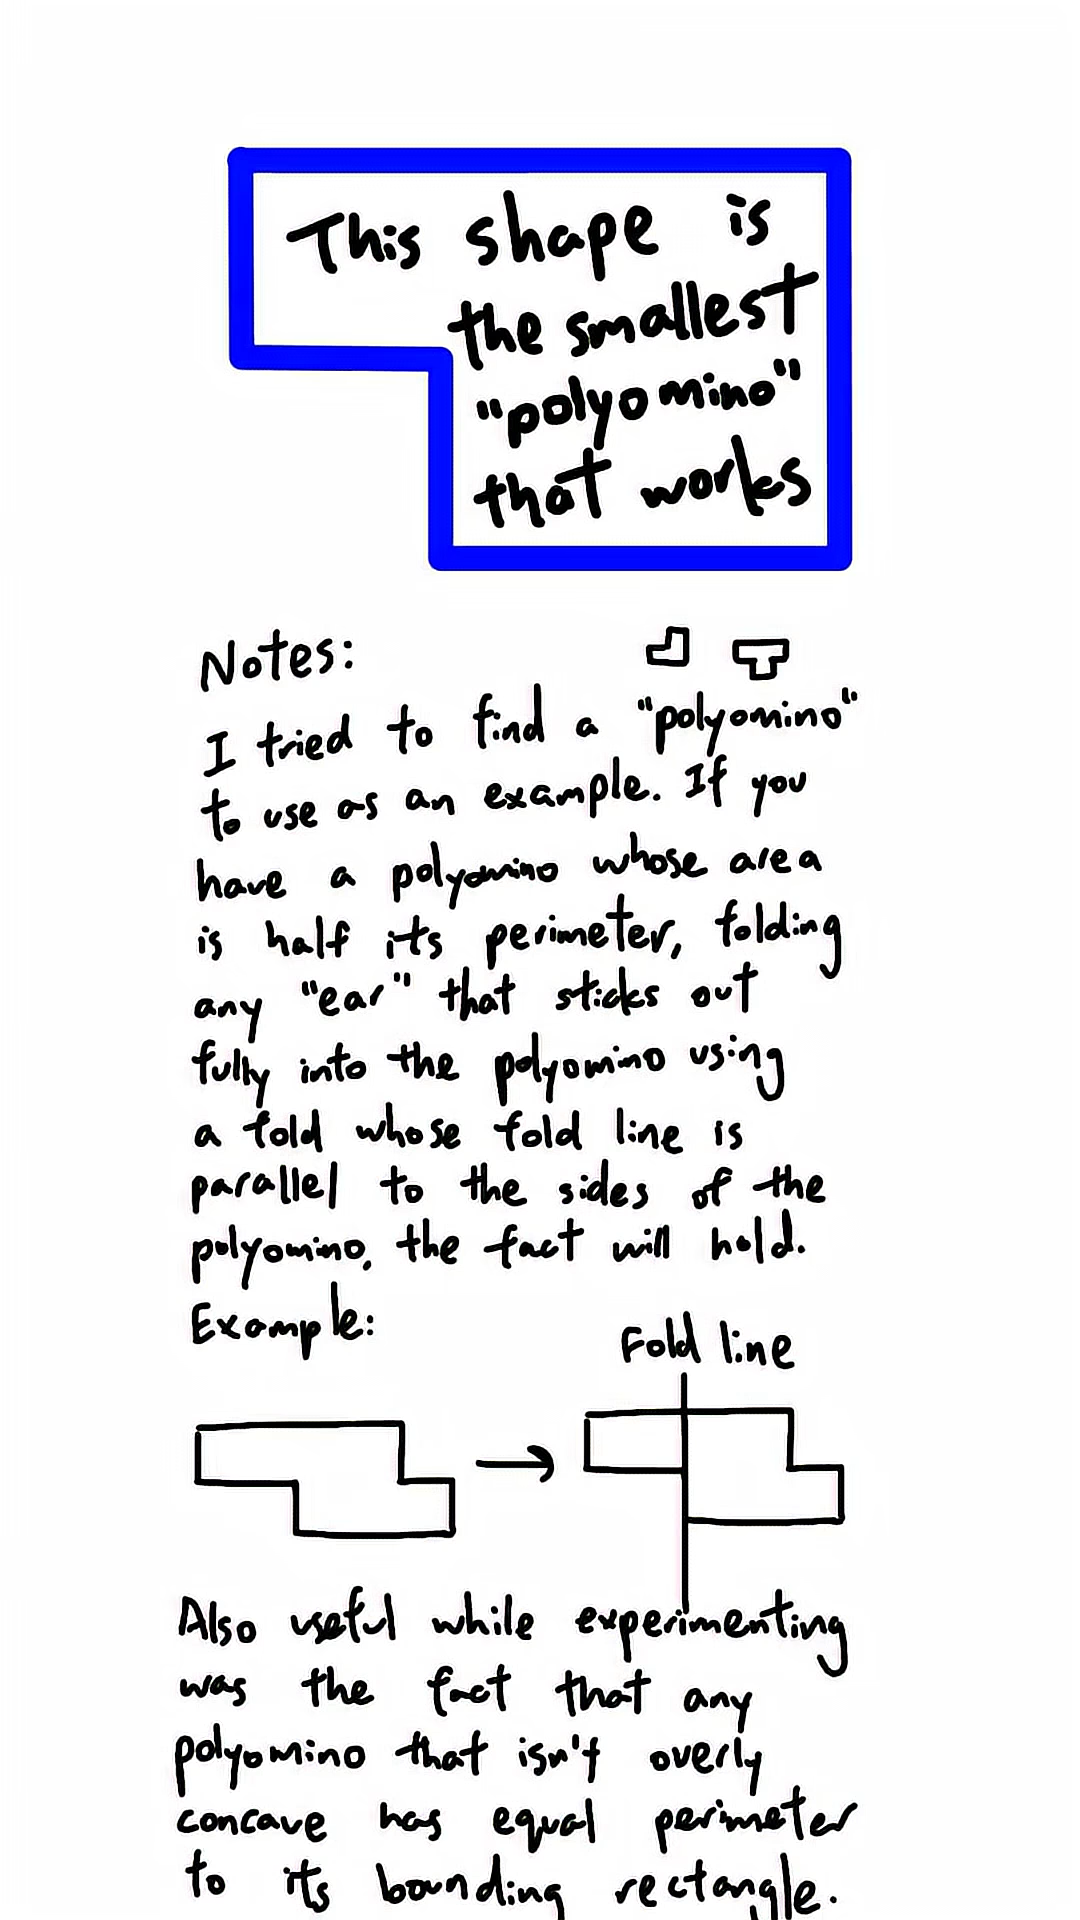 This shape is
the smallest
"polyomino"
that works
Notes:
I tried to find a "polyomino"
to use as an example. If you
have a polyomino whose area
is half its perimeter, folding
any "ear" that sticks out
fully into the polyomino using
a fold whose fold line is
parallel to the sides of the
polyomino, the fact will hold.
Example:
Fold line
Also useful while experimenting
was the fact that any
polyomino that isn't overly
concave has equal perimeter
to its bounding rectangle.